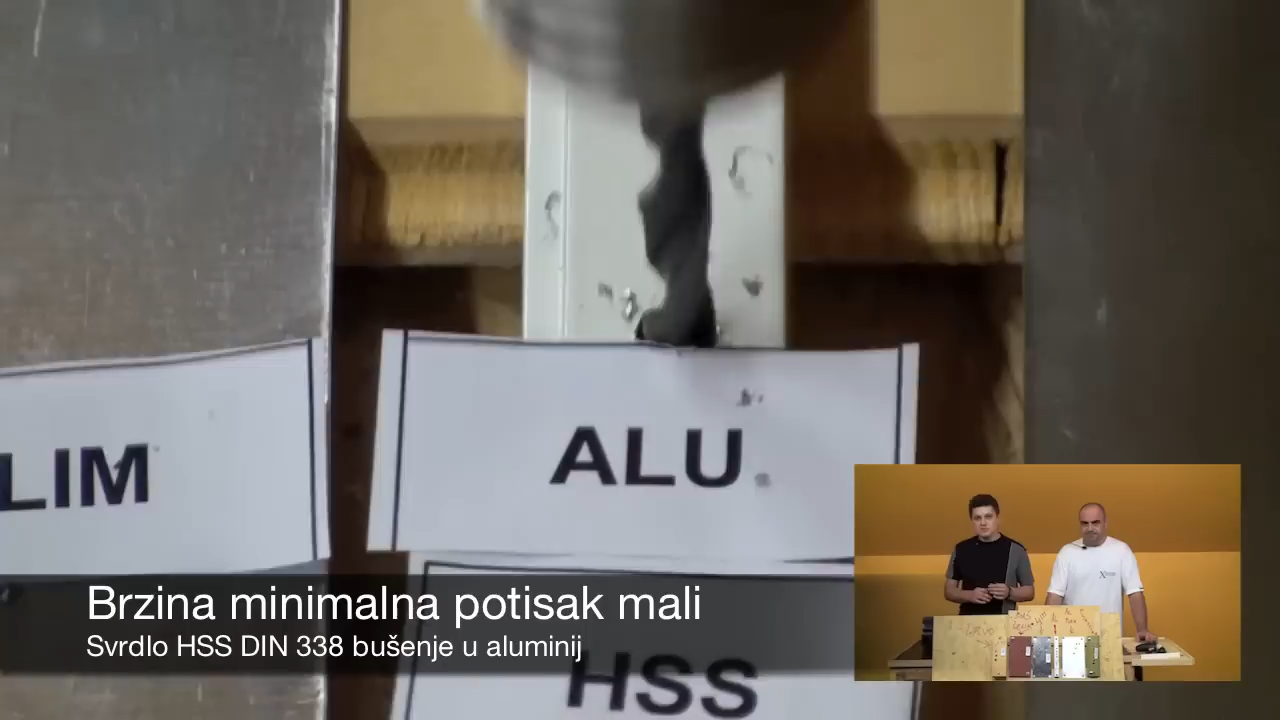 LIM
ALU
Brzina minimalna potisak mali
Svrdlo HSS DIN 338 bušenje u aluminij
HSS